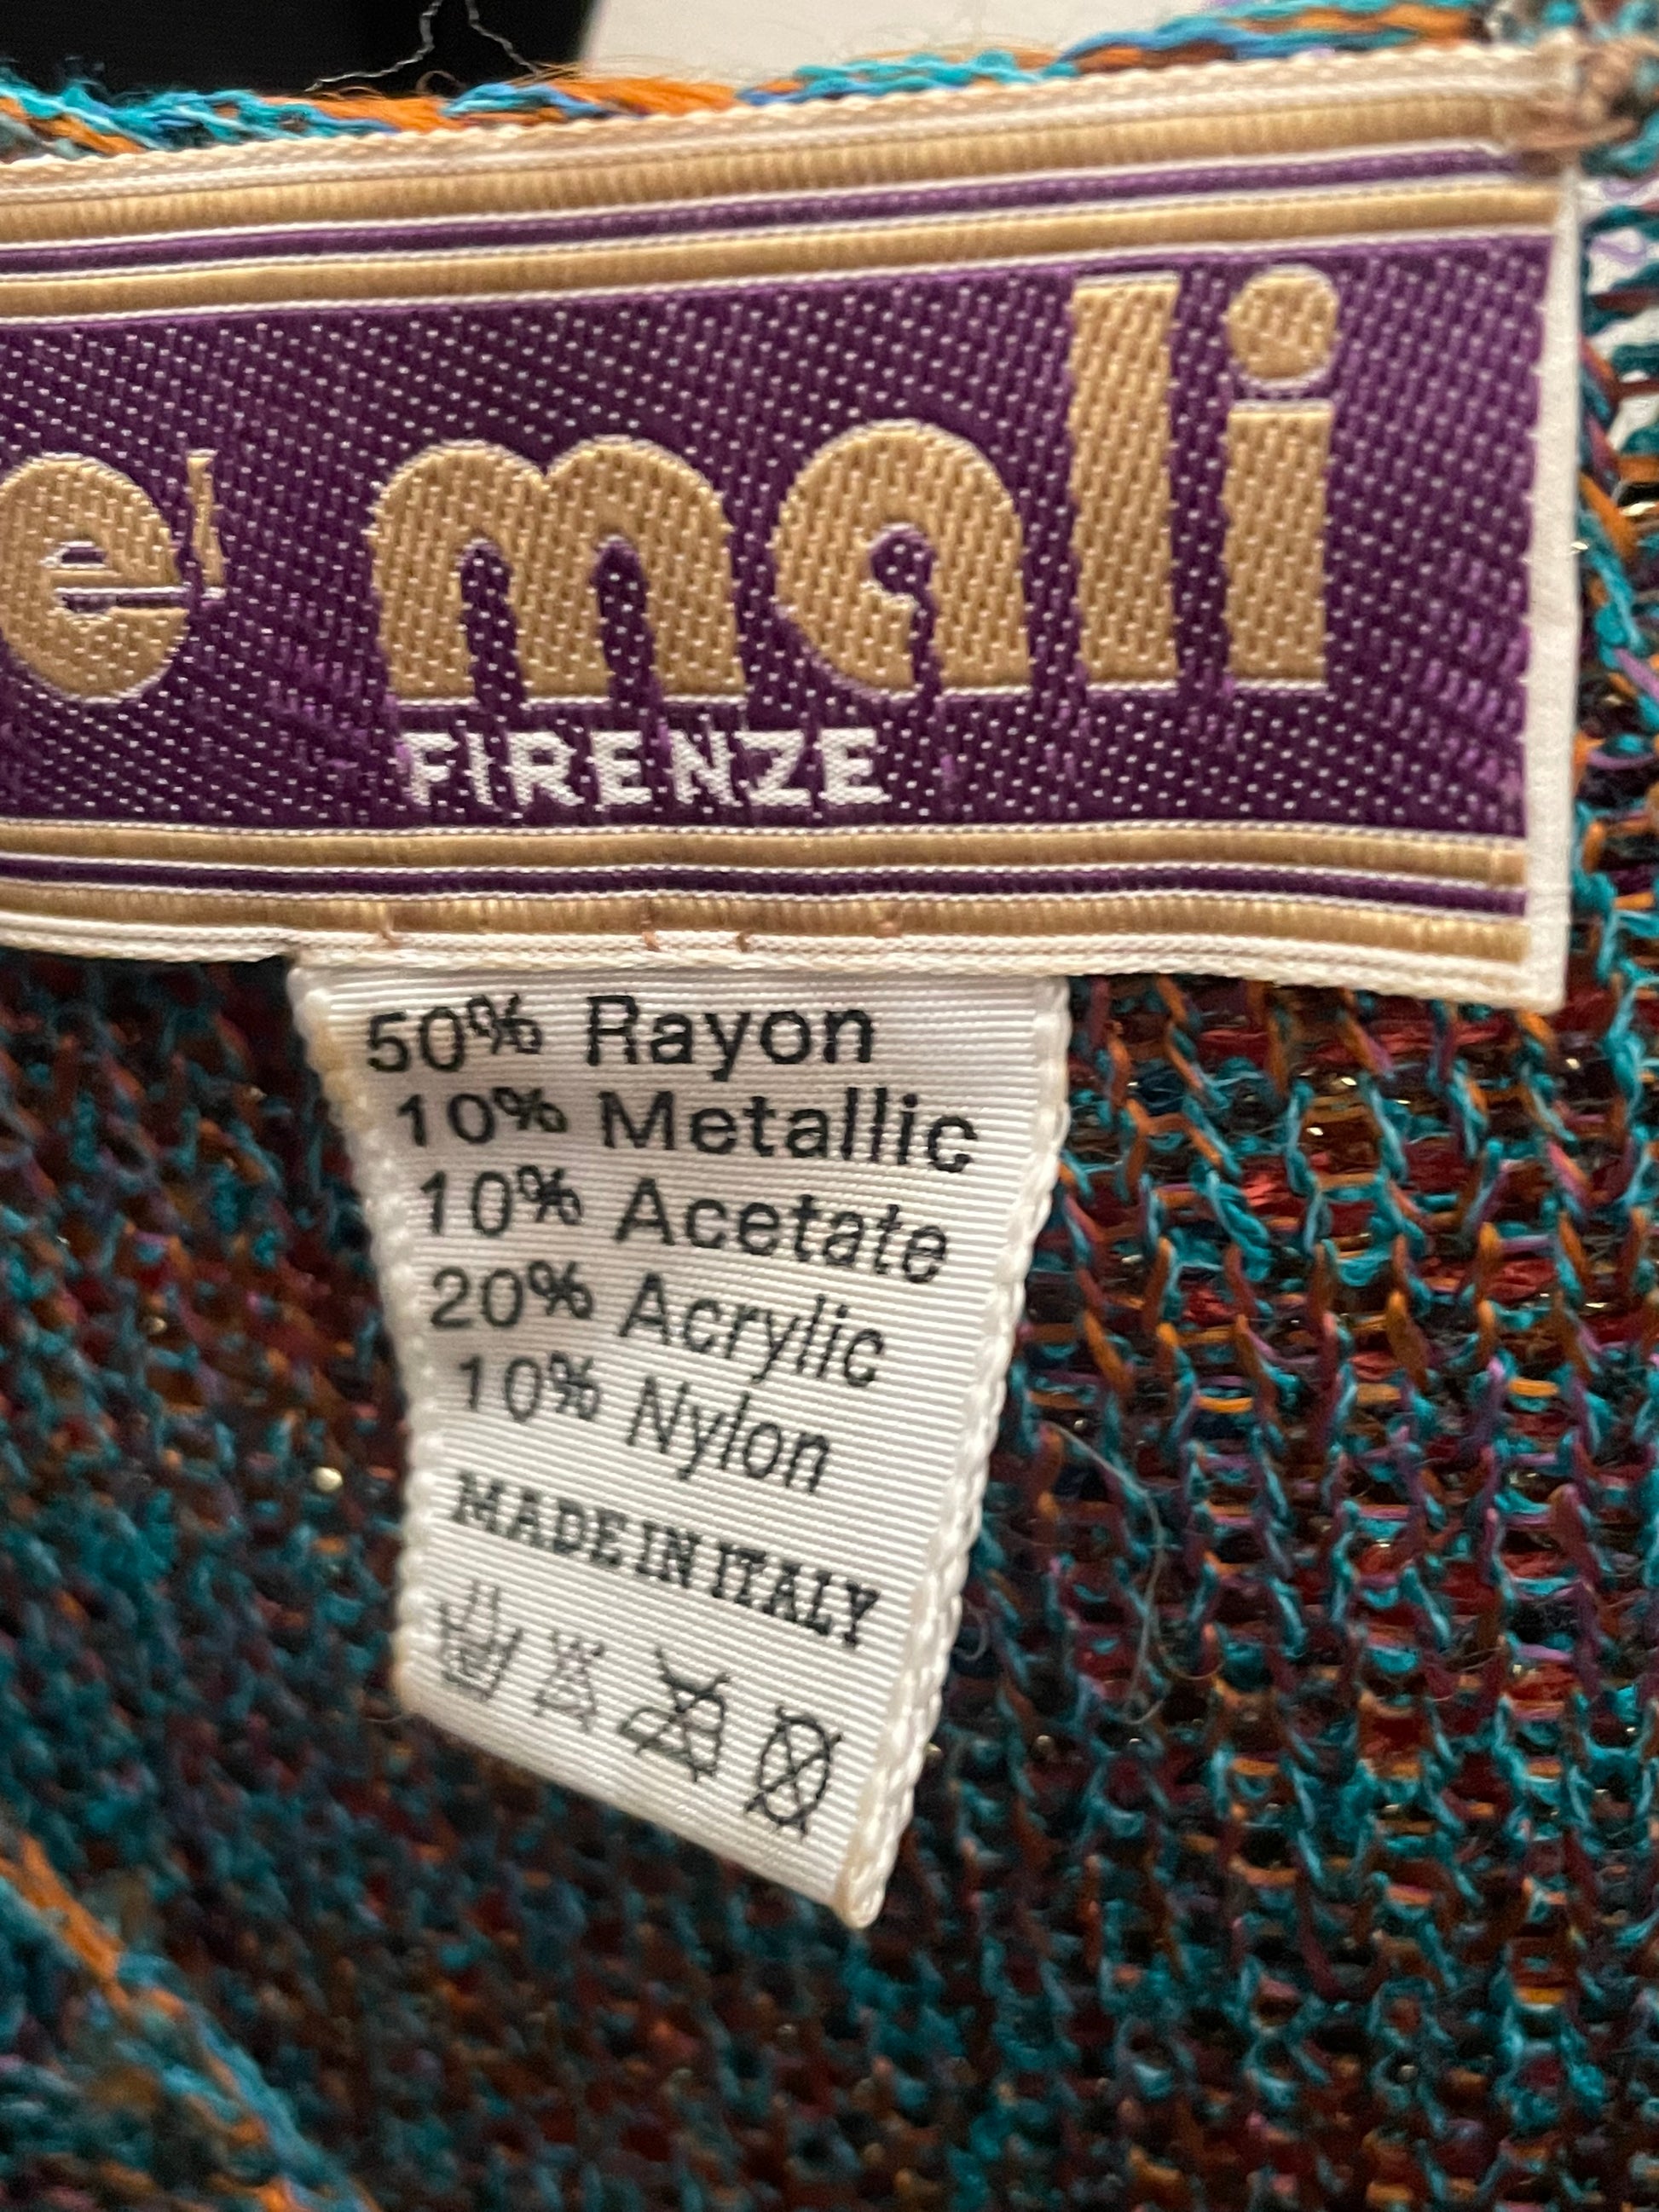 e' mali
FIRENZE
50% Rayon
10% Metallic
10% Acetate
20% Acrylic
10% Nylon
MADE IN ITALY